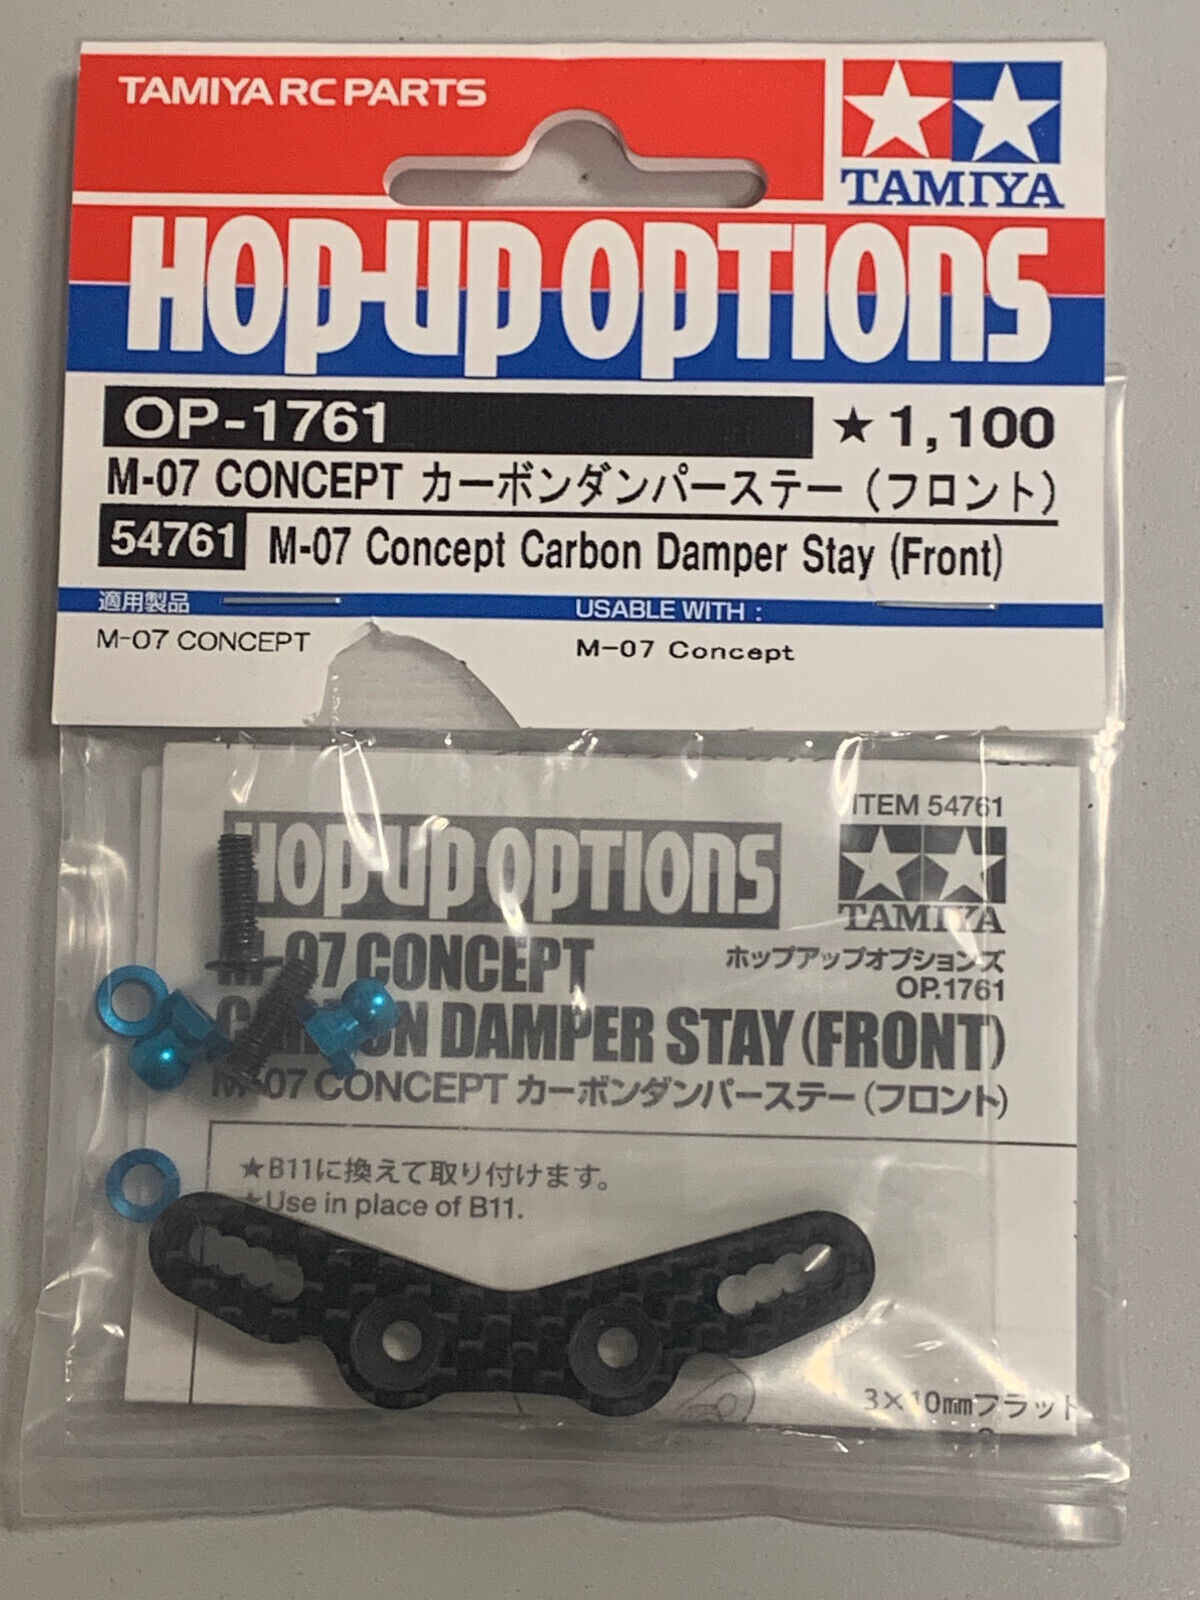 TAMIYA RC PARTS
TAMIYA
HOP-UP OPTIONS
OP-1761 ★1,100
M-07 CONCEPT カーボンダンパーステー(フロント)
54761 M-07 Concept Carbon Damper Stay (Front)
適用製品 USABLE WITH :
M-07 CONCEPT M-07 Concept
ITEM 54761
HOP-UP OPTIONS
TAMIYA
M-07 CONCEPT
ホップアップオプションズ
OP.1761
DAMPER STAY (FRONT)
M-07 CONCEPT カーボンダンパーステー(フロント)
★B11に換えて取り付けます。
★Use in place of B11.
3×10mmフラット